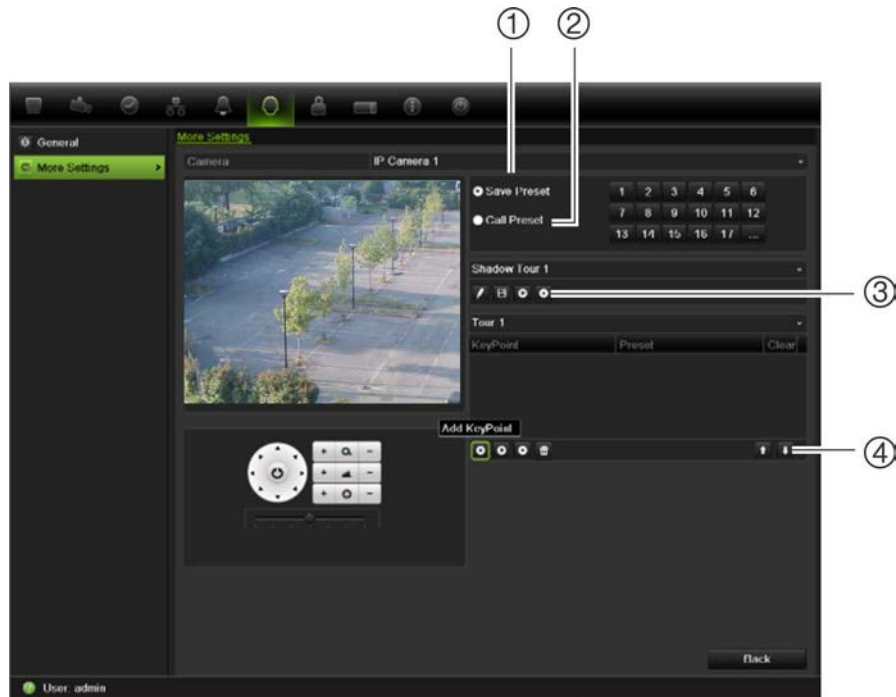 ① ②
General
More Settings
More Settings
Camera IP Camera 1
Save Preset
Call Preset
1 2 3 4 5 6
7 8 9 10 11 12
13 14 15 16 17 ...
Shadow Tour 1
③
Tour 1
KeyPoint Preset Clear
Add KeyPoint
④
Back
User: admin